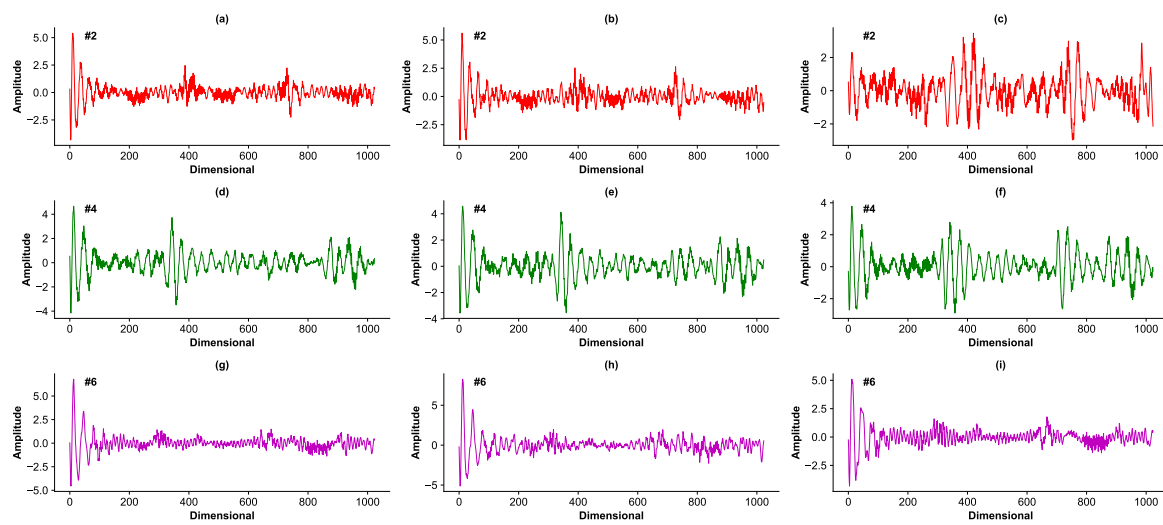 (a) (b) (c)
#2 #2 #2
Amplitude Amplitude Amplitude
5.0 2.5 0.0 −2.5
5.0 2.5 0.0 −2.5
2 0 −2
0 200 400 600 800 1000 0 200 400 600 800 1000 0 200 400 600 800 1000
Dimensional Dimensional Dimensional
(d) (e) (f)
#4 #4 #4
Amplitude Amplitude Amplitude
4 2 0 −2 −4
4 2 0 −2 −4
4 2 0 −2
0 200 400 600 800 1000 0 200 400 600 800 1000 0 200 400 600 800 1000
Dimensional Dimensional Dimensional
(g) (h) (i)
#6 #6 #6
Amplitude Amplitude Amplitude
5.0 2.5 0.0 −2.5 −5.0
5 0 −5
5.0 2.5 0.0 −2.5
0 200 400 600 800 1000 0 200 400 600 800 1000 0 200 400 600 800 1000
Dimensional Dimensional Dimensional